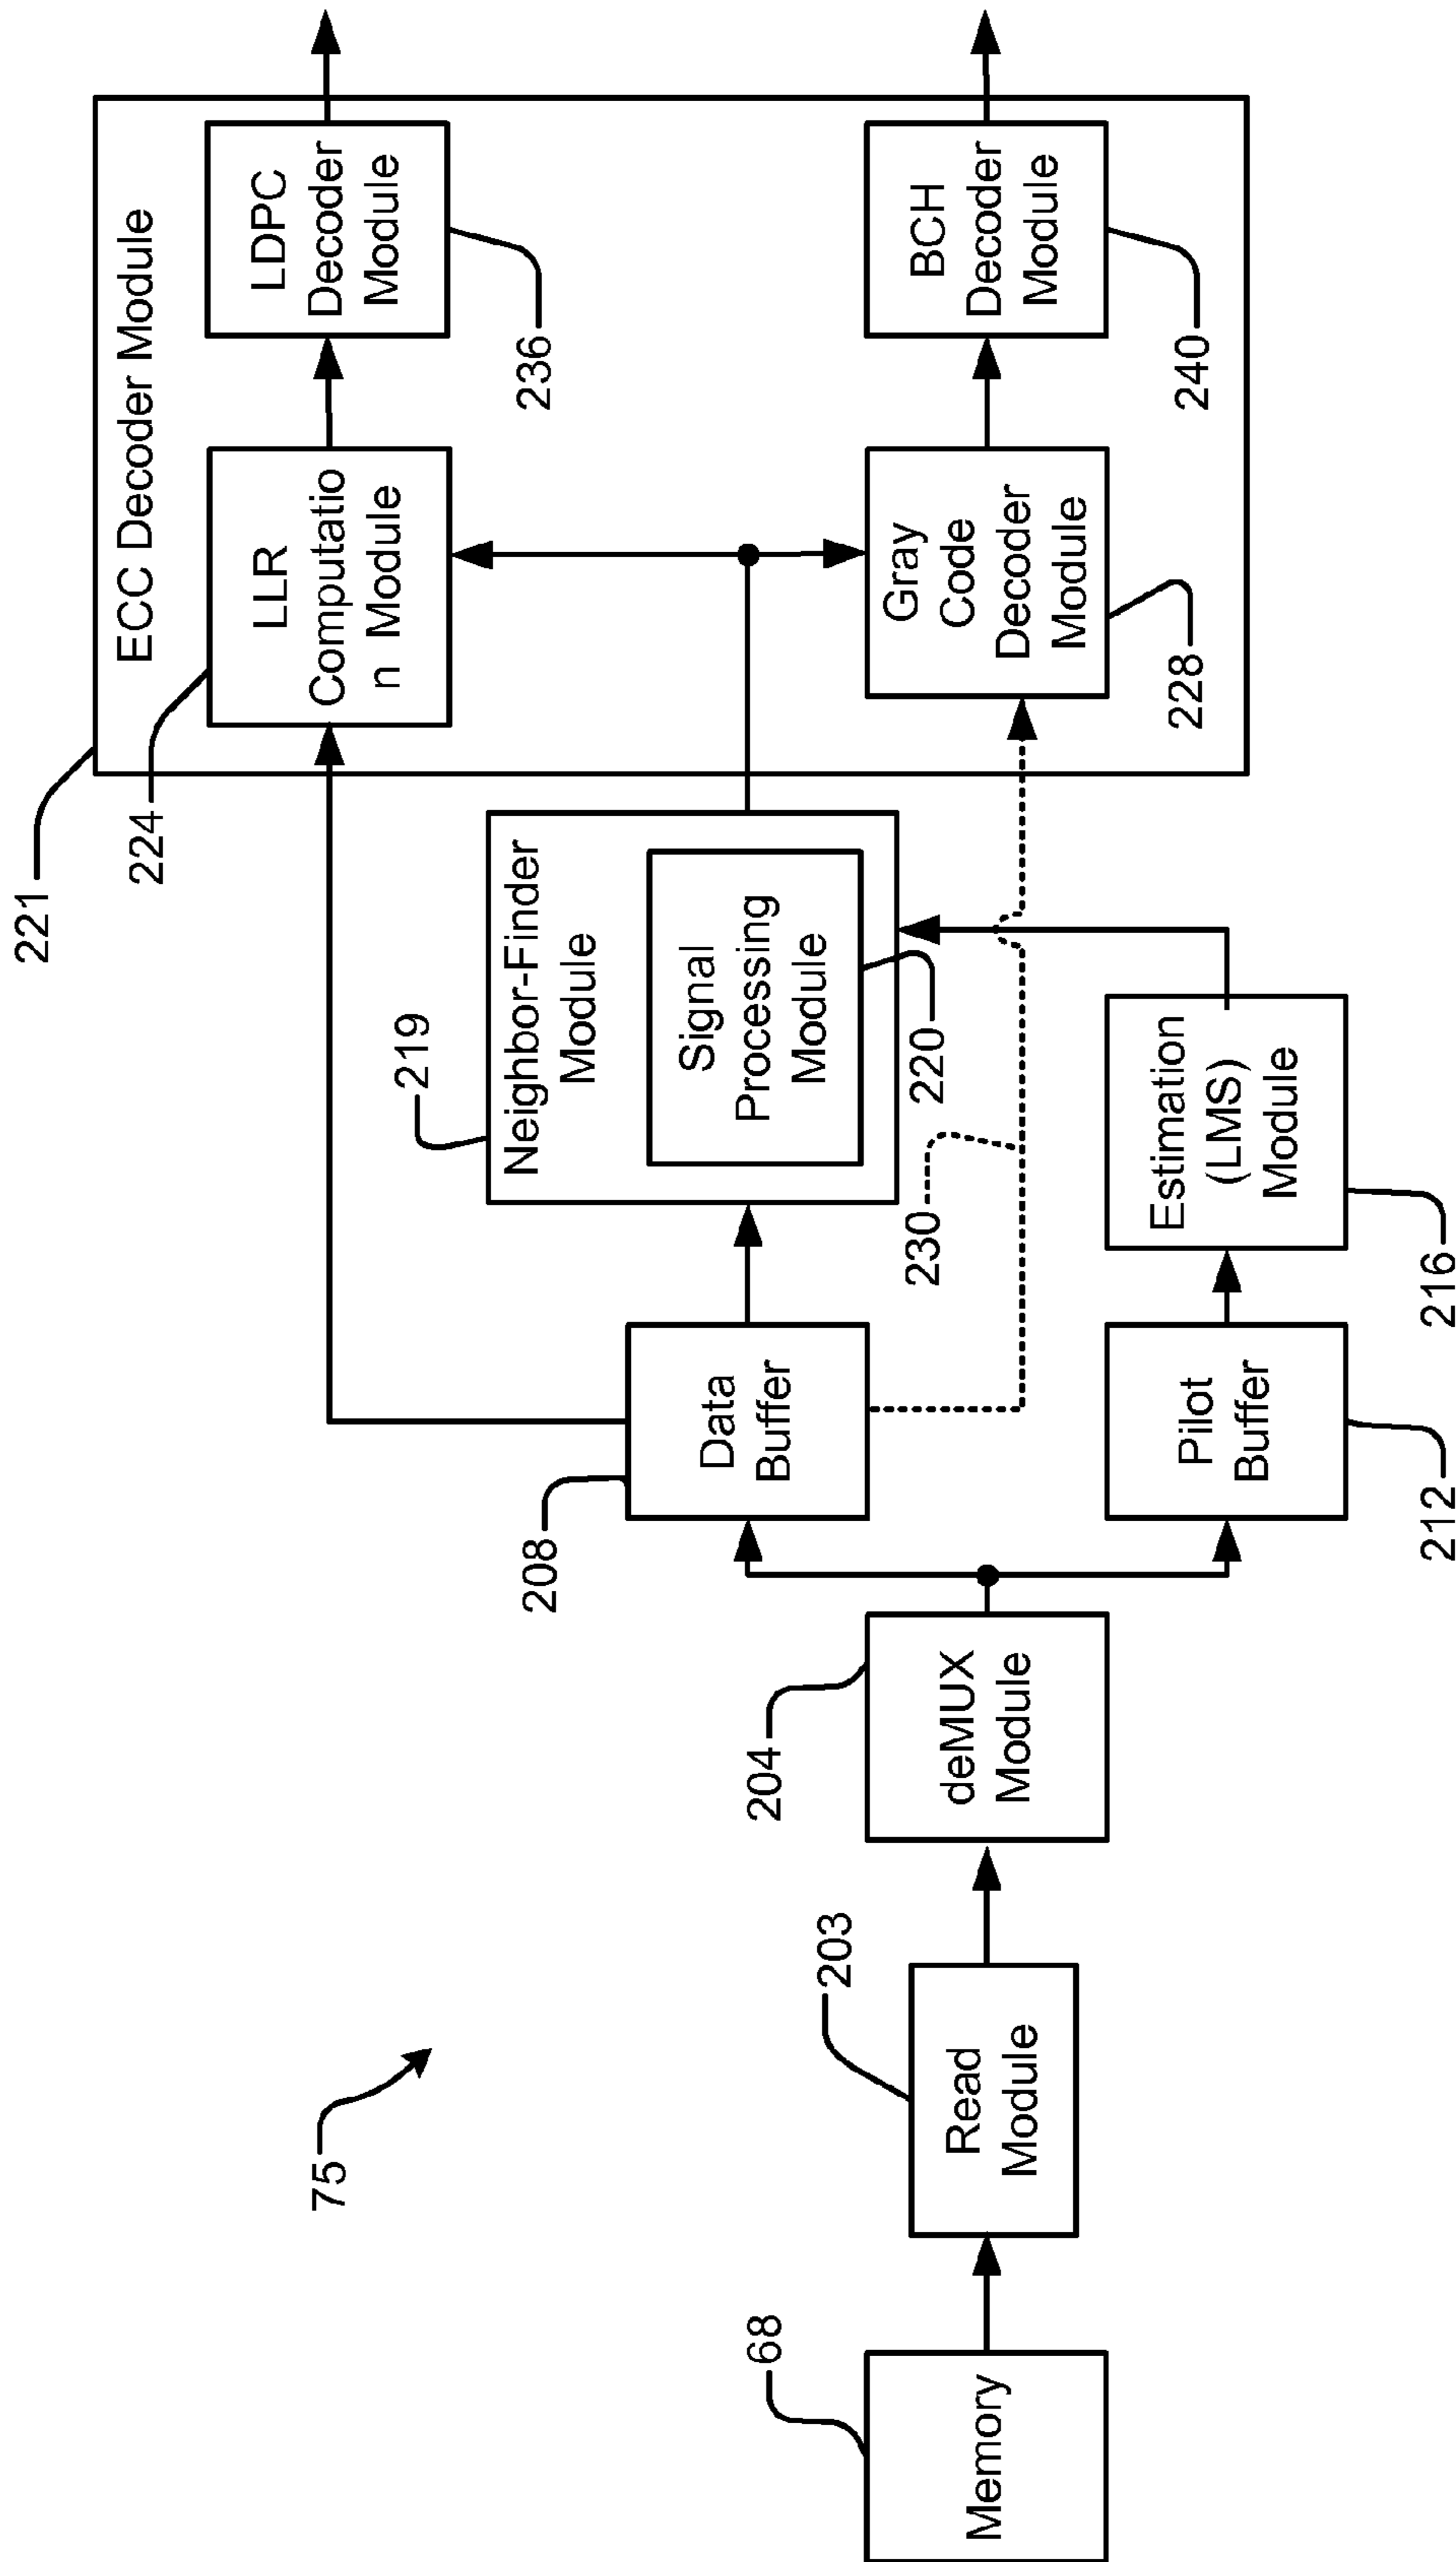 75
Memory
68
Read
Module
203
deMUX
Module
204
Data
Buffer
208
Pilot
Buffer
212
Estimation
(LMS)
Module
216
Neighbor-Finder
Module
219
Signal
Processing
Module
220
230
221
ECC Decoder Module
224
LLR
Computatio
n Module
LDPC
Decoder
Module
236
Gray
Code
Decoder
Module
228
BCH
Decoder
Module
240